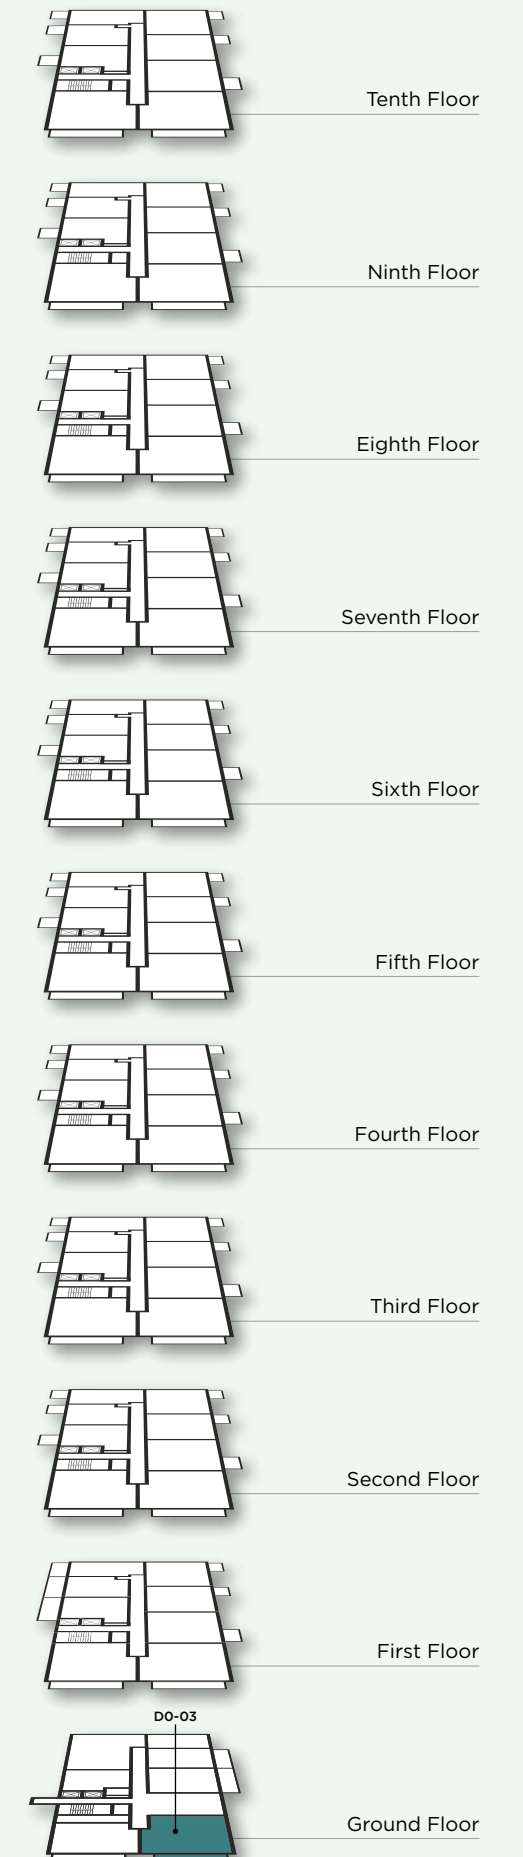 Tenth Floor
Ninth Floor
Eighth Floor
Seventh Floor
Sixth Floor
Fifth Floor
Fourth Floor
Third Floor
Second Floor
First Floor
D0-03
Ground Floor